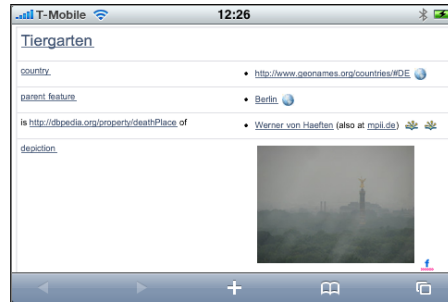 T-Mobile 12:26
Tiergarten
country • http://www.geonames.org/countries/#DE
parent feature • Berlin
is http://dbpedia.org/property/deathPlace of • Werner von Haeften (also at mpii.de)
depiction
f